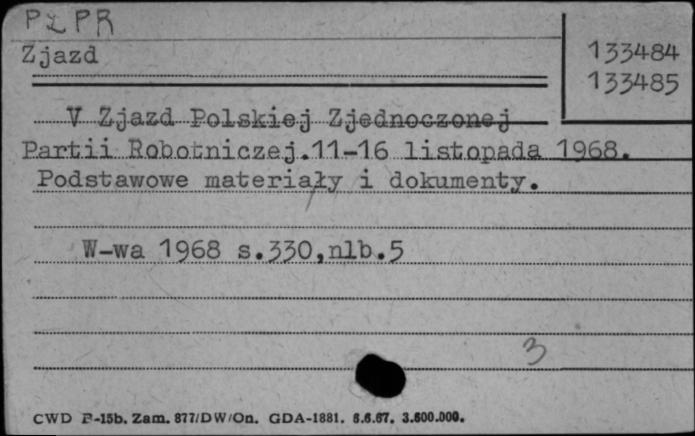 PZPR
Zjazd
133484
133485
V Zjazd Polskiej Zjednoczonej
Partii Robotniczej.11-16 listopada 1968.
Podstawowe materiały i dokumenty.
W-wa 1968 s.330,nlb.5
3
CWD P-15b. Zam. 877/DW/On. GDA-1881. 6.6.67. 3.600.000.